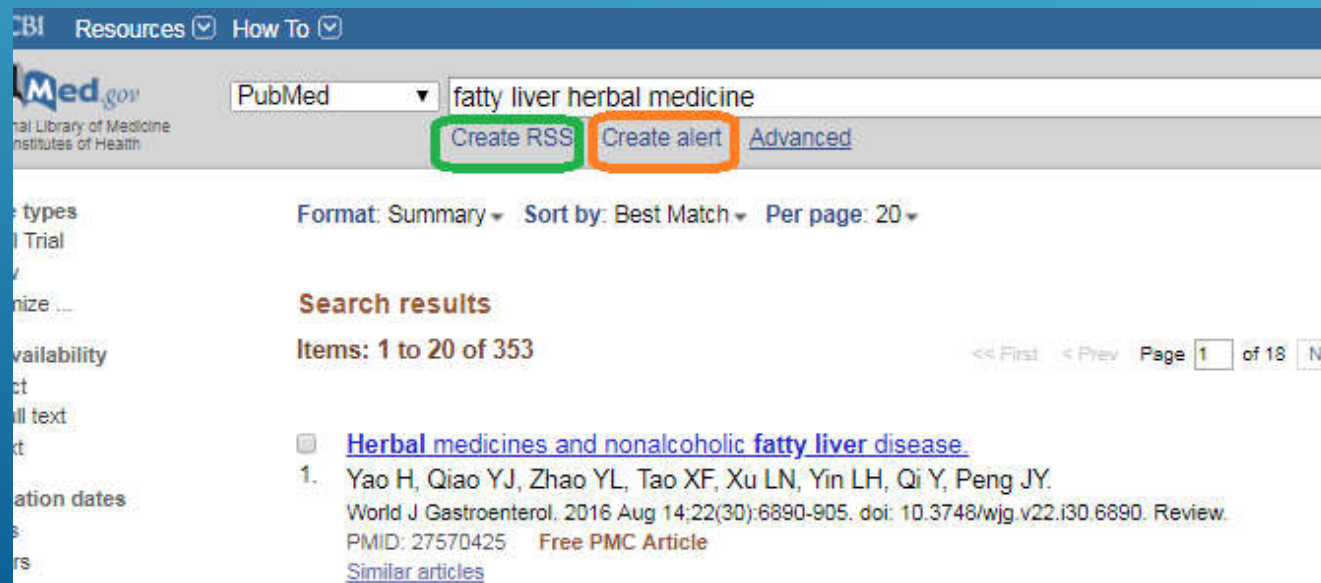 CBI Resources How To
Med.gov
PubMed fatty liver herbal medicine
nal Library of Medicine
nstitutes of Health
Create RSS Create alert Advanced
types
l Trial
Format: Summary Sort by: Best Match Per page: 20
nize ...
Search results
vailability
Items: 1 to 20 of 353 << First < Prev Page 1 of 18 N
ct
ll text
xt
Herbal medicines and nonalcoholic fatty liver disease.
1. Yao H, Qiao YJ, Zhao YL, Tao XF, Xu LN, Yin LH, Qi Y, Peng JY.
ation dates
World J Gastroenterol. 2016 Aug 14;22(30):6890-905. doi: 10.3748/wjg.v22.i30.6890. Review.
s
PMID: 27570425 Free PMC Article
rs
Similar articles